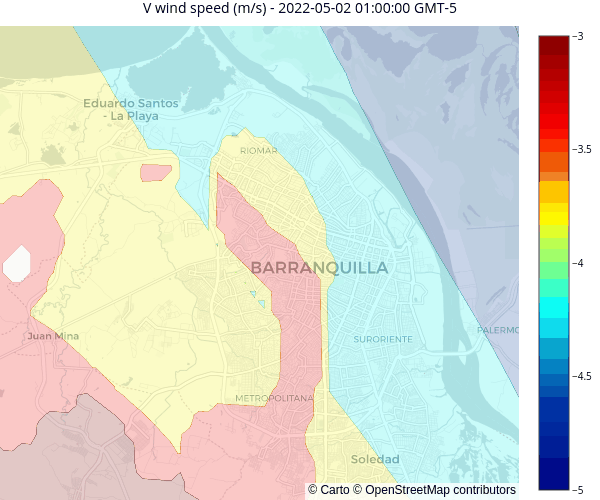 V wind speed (m/s) - 2022-05-02 01:00:00 GMT-5
Eduardo Santos
- La Playa
RIOMAR
BARRANQUILLA
Juan Mina
SURORIENTE
PALERMO
METROPOLITANA
Soledad
© Carto © OpenStreetMap contributors
−3
−3.5
−4
−4.5
−5